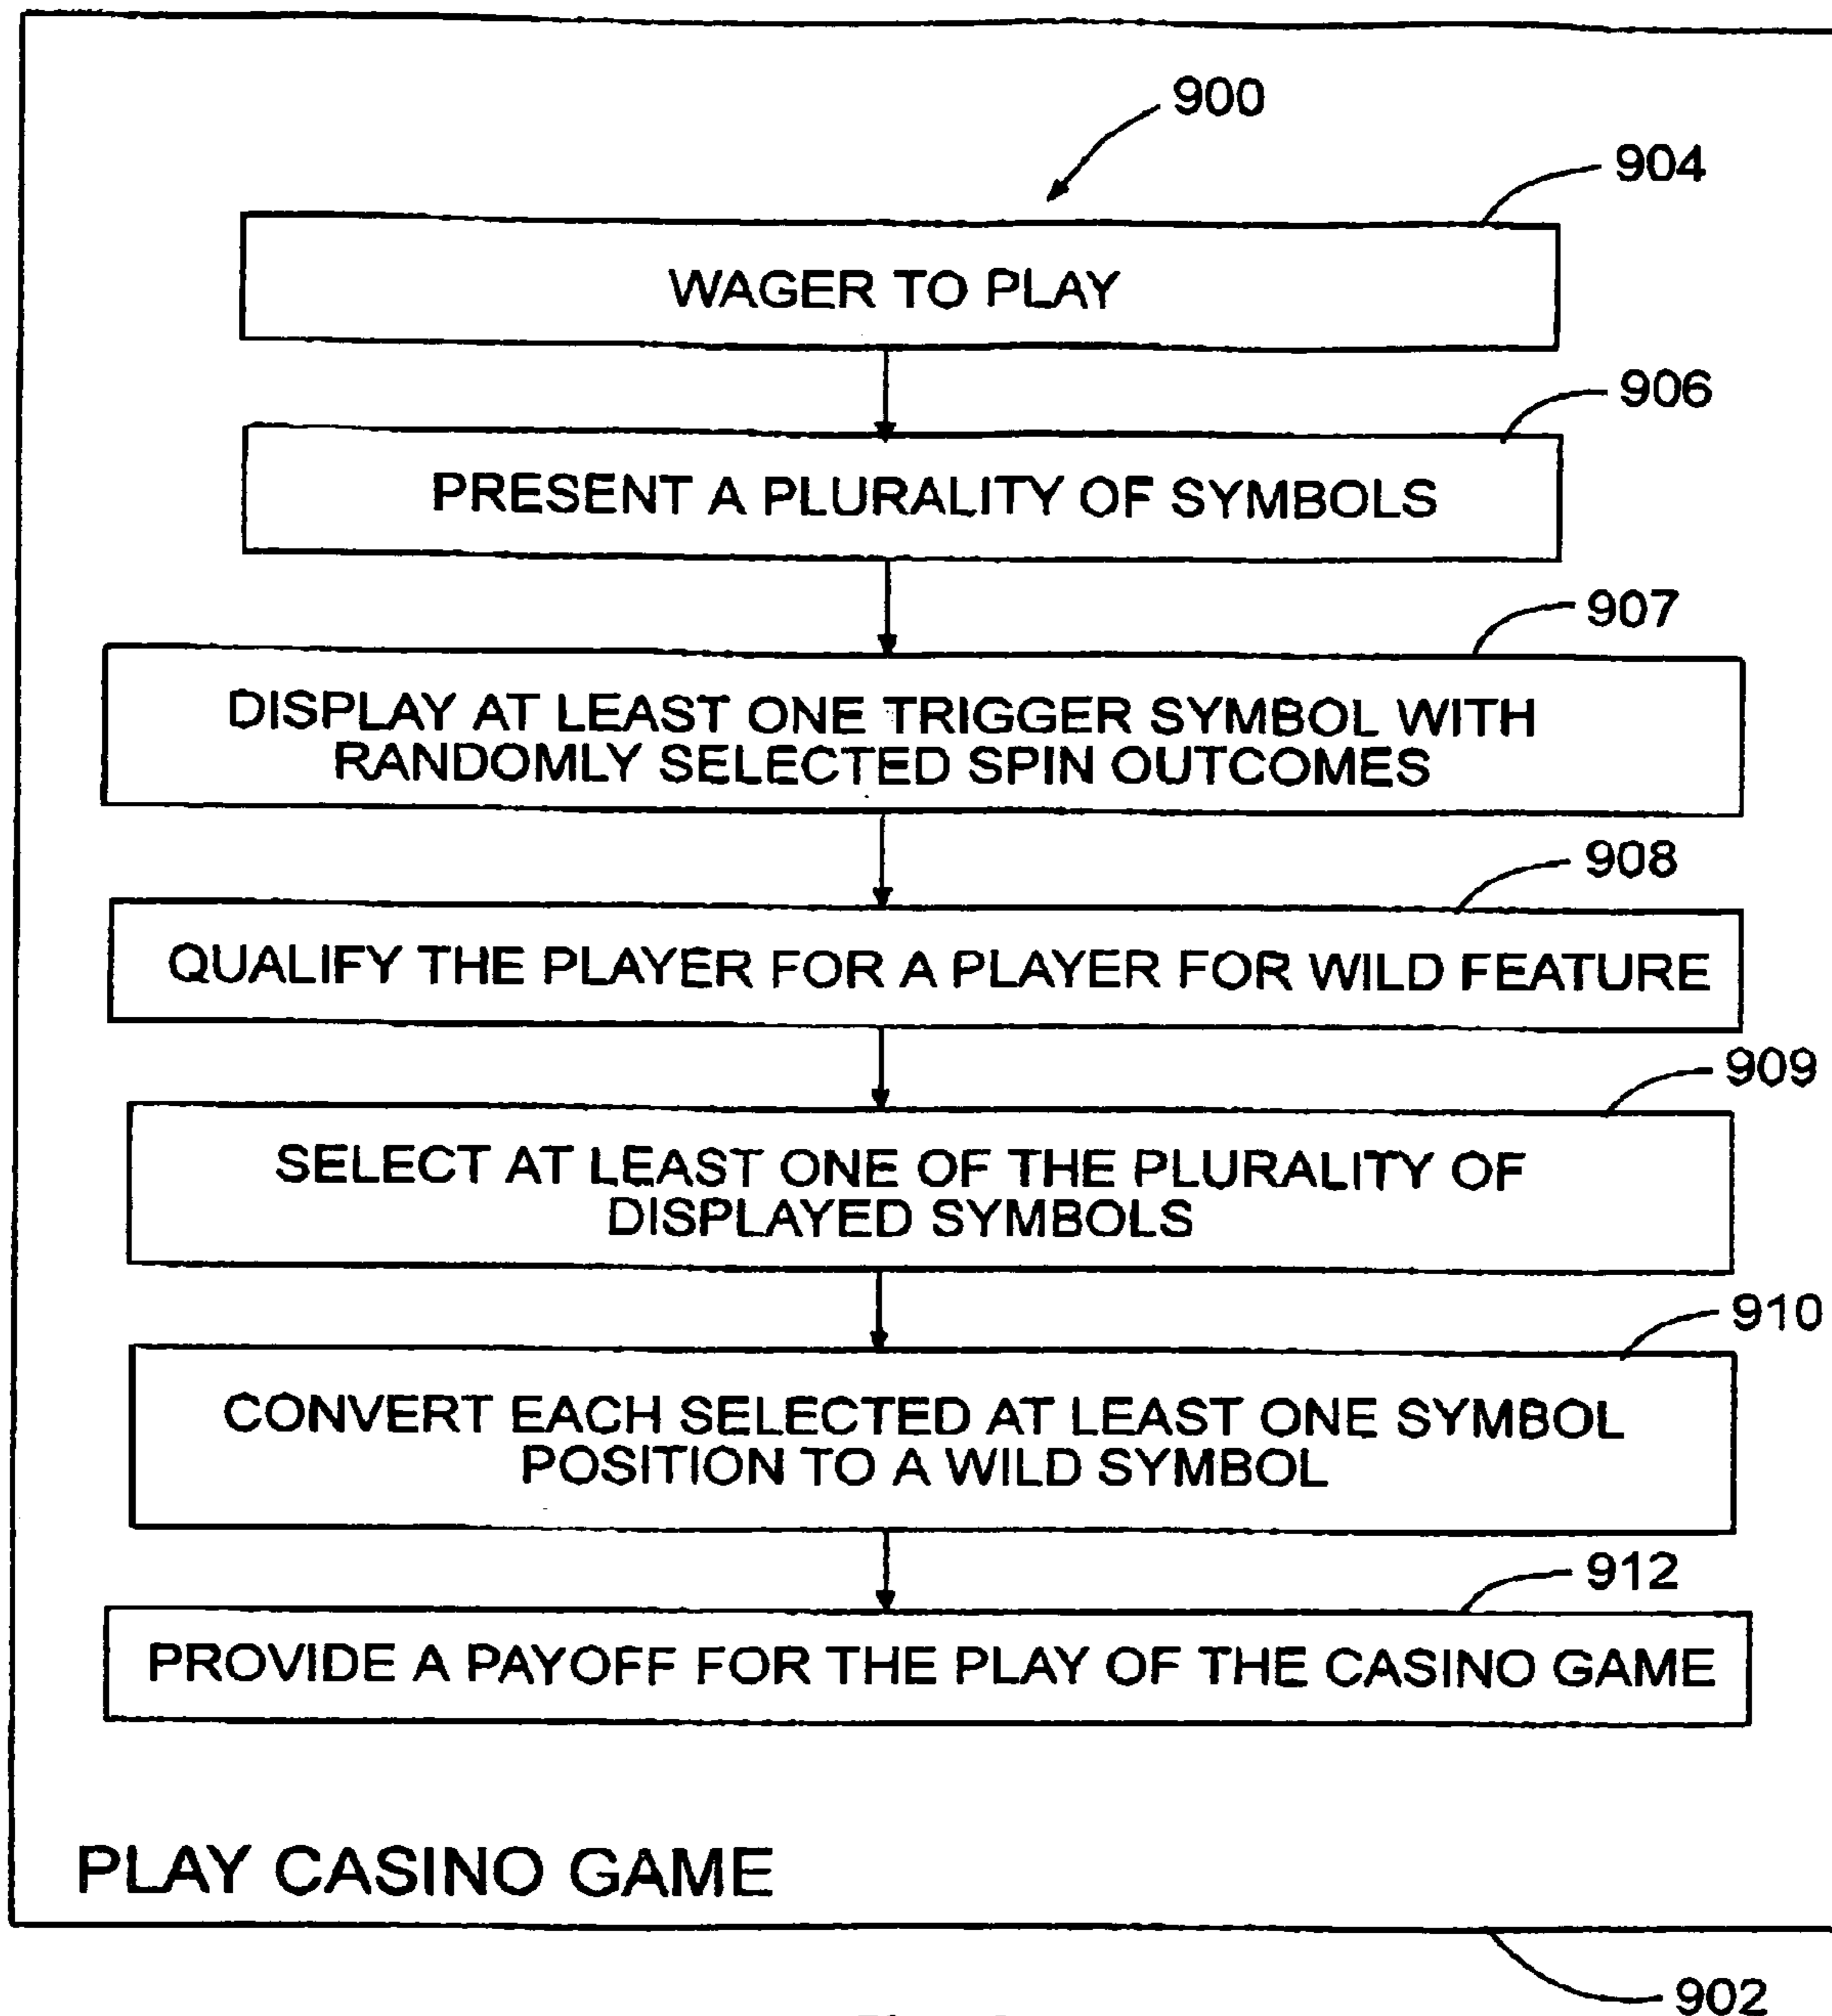 900
904
WAGER TO PLAY
906
PRESENT A PLURALITY OF SYMBOLS
907
DISPLAY AT LEAST ONE TRIGGER SYMBOL WITH
RANDOMLY SELECTED SPIN OUTCOMES
908
QUALIFY THE PLAYER FOR A PLAYER FOR WILD FEATURE
909
SELECT AT LEAST ONE OF THE PLURALITY OF
DISPLAYED SYMBOLS
910
CONVERT EACH SELECTED AT LEAST ONE SYMBOL
POSITION TO A WILD SYMBOL
912
PROVIDE A PAYOFF FOR THE PLAY OF THE CASINO GAME
PLAY CASINO GAME
902